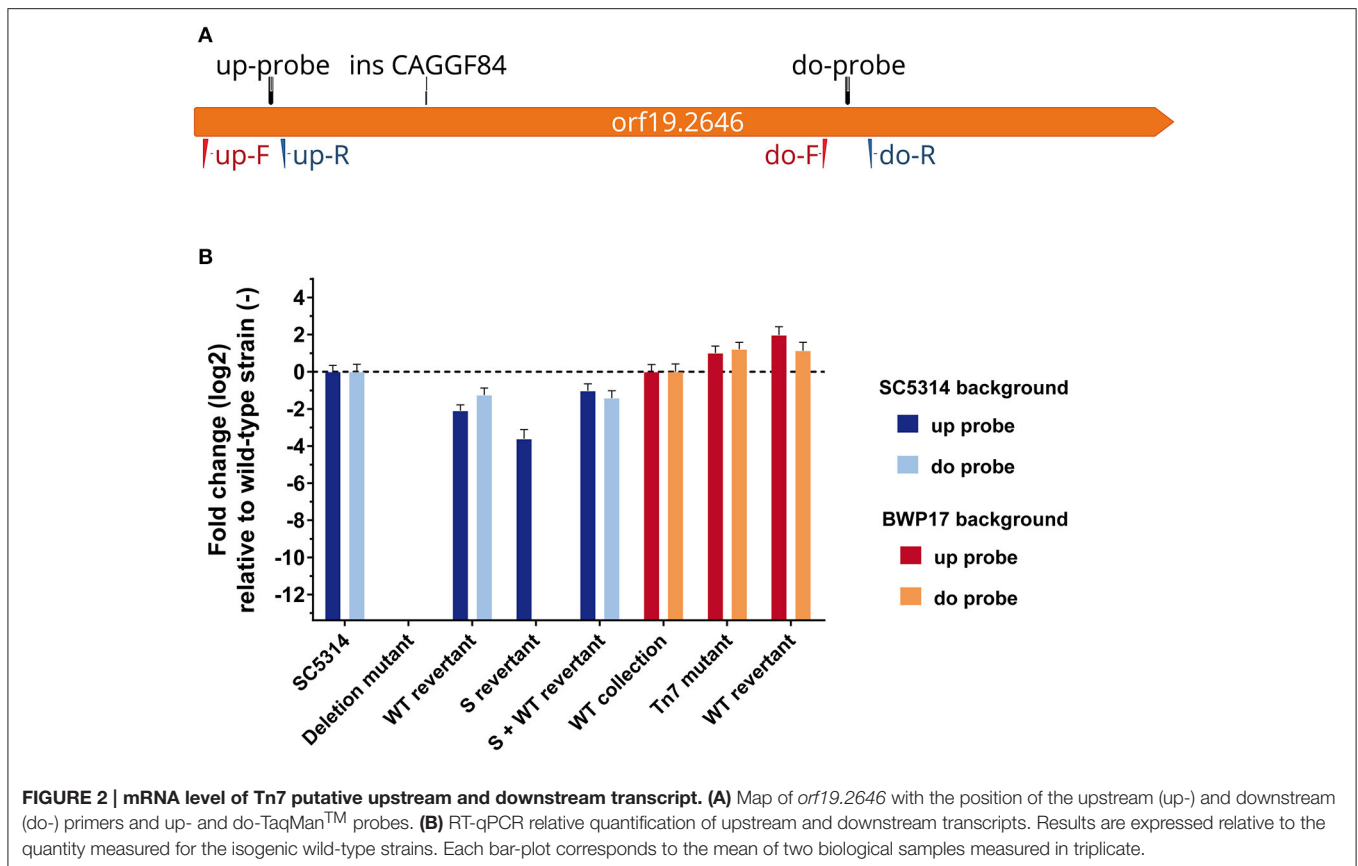 A
up-probe ins CAGGF84 do-probe
orf19.2646
up-F up-R do-F do-R
B
Fold change (log2)
relative to wild-type strain (-)
4
2
0
-2
-4
-6
-8
-10
-12
SC5314
Deletion mutant
WT revertant
S revertant
S + WT revertant
WT collection
Tn7 mutant
WT revertant
SC5314 background
up probe
do probe
BWP17 background
up probe
do probe
FIGURE 2 | mRNA level of Tn7 putative upstream and downstream transcript. (A) Map of orf19.2646 with the position of the upstream (up-) and downstream
(do-) primers and up- and do-TaqMan™ probes. (B) RT-qPCR relative quantification of upstream and downstream transcripts. Results are expressed relative to the
quantity measured for the isogenic wild-type strains. Each bar-plot corresponds to the mean of two biological samples measured in triplicate.